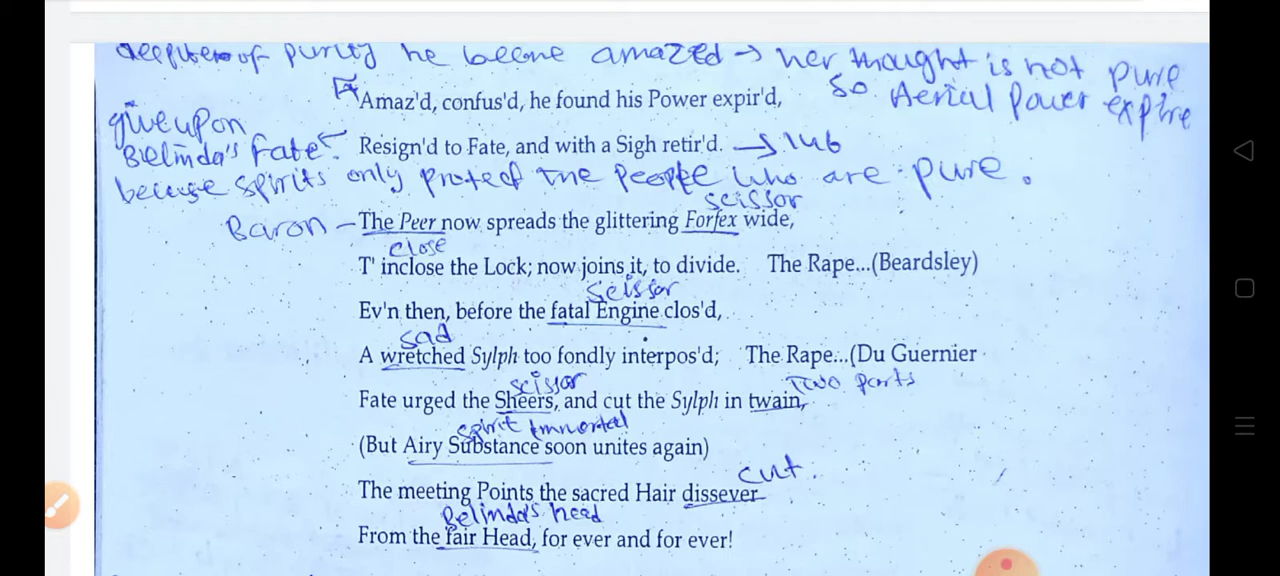 of purity he become amazed → her thought is not pure
Amaz'd, confus'd, he found his Power expir'd,
so Aerial Power expire
give upon
Belinda's Fate
Resign'd to Fate, and with a Sigh retir'd. → 146
because spirits only protect the people who are pure.
scissor
Baron – The Peer now spreads the glittering Forfex wide,
close
T' inclose the Lock; now joins it, to divide. The Rape...(Beardsley)
scissor
Ev'n then, before the fatal Engine clos'd,
sad
A wretched Sylph too fondly interpos'd; The Rape...(Du Guernier
scissor Two parts
Fate urged the Sheers, and cut the Sylph in twain,
spirit immortal
(But Airy Substance soon unites again)
cut.
The meeting Points the sacred Hair dissever
Belinda's head
From the fair Head, for ever and for ever!